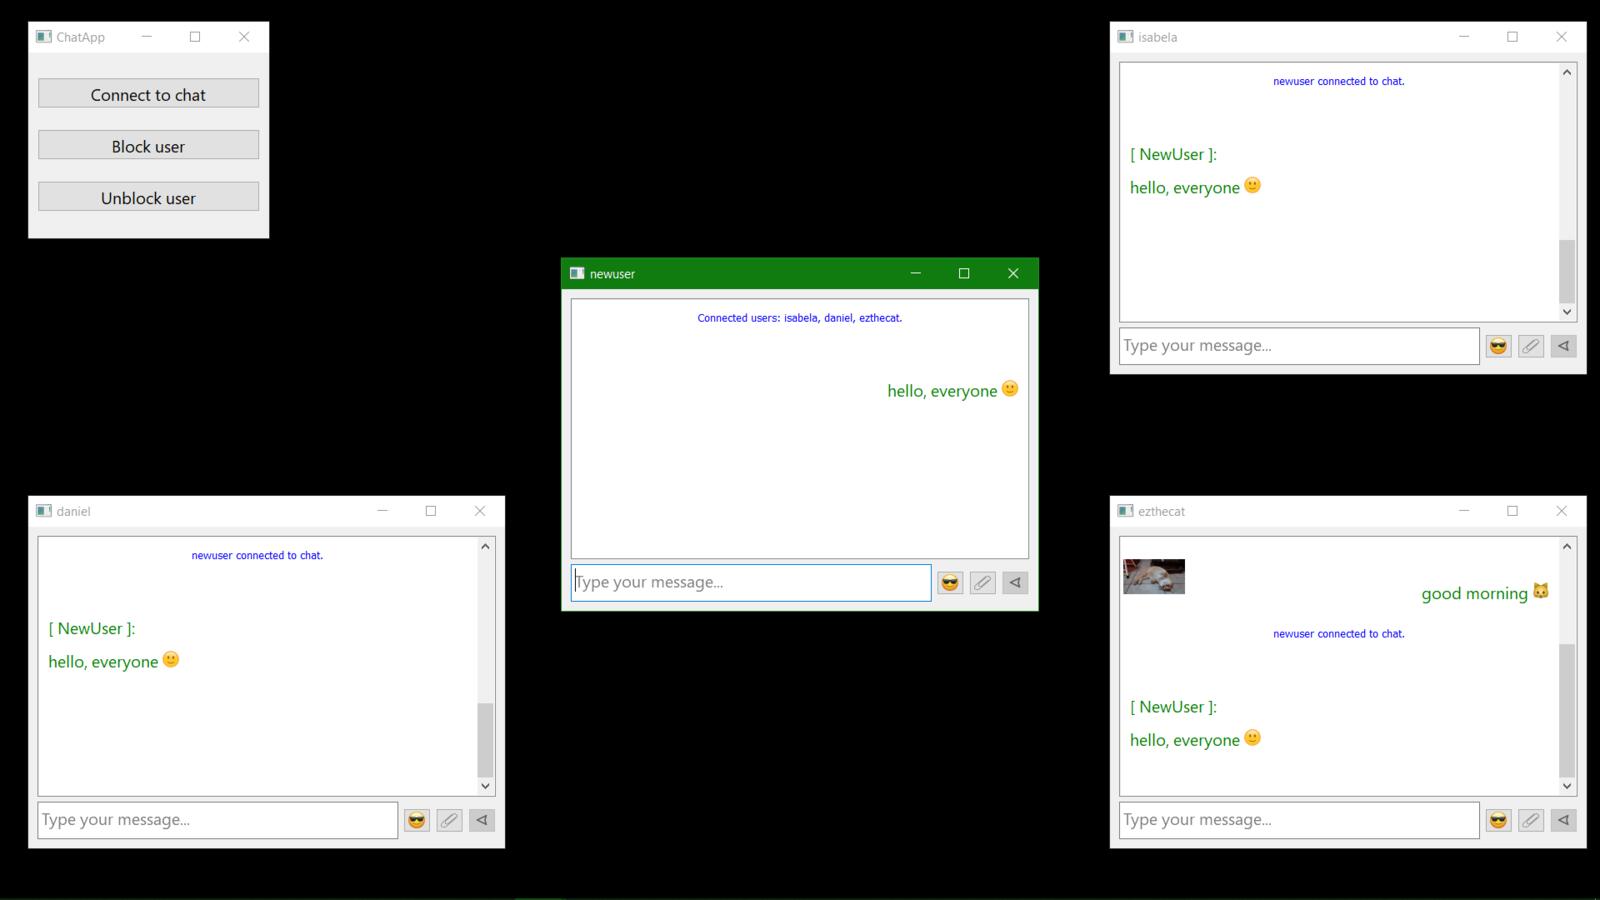 ChatApp
Connect to chat
Block user
Unblock user
isabela
newuser connected to chat.
[ NewUser ]:
hello, everyone 🙂
Type your message...
newuser
Connected users: isabela, daniel, ezthecat.
hello, everyone 🙂
Type your message...
daniel
newuser connected to chat.
[ NewUser ]:
hello, everyone 🙂
Type your message...
ezthecat
good morning 🐱
newuser connected to chat.
[ NewUser ]:
hello, everyone 🙂
Type your message...